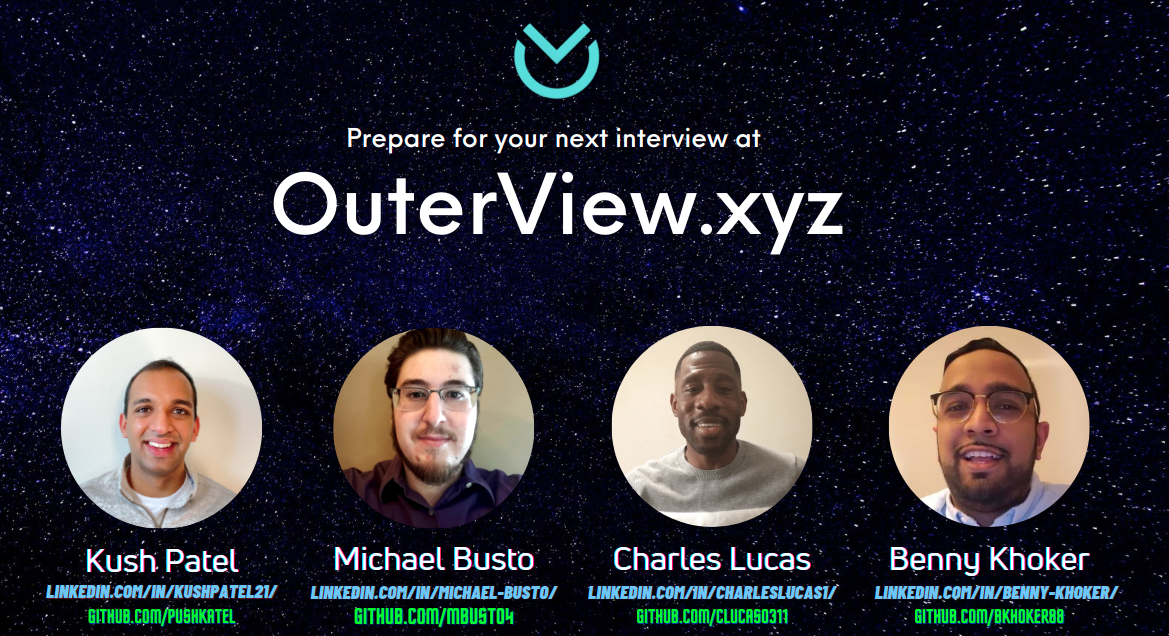 Prepare for your next interview at
OuterView.xyz
Kush Patel
Michael Busto
Charles Lucas
Benny Khoker
LINKEDIN.COM/IN/KUSHPATEL21/
LINKEDIN.COM/IN/MICHAEL-BUSTO/
LINKEDIN.COM/IN/CHARLESLUCAS1/
LINKEDIN.COM/IN/BENNY-KHOKER/
GITHUB.COM/PUSHKATEL
GITHUB.COM/MBUSTO4
GITHUB.COM/CLUCAS0311
GITHUB.COM/BKHOKER88